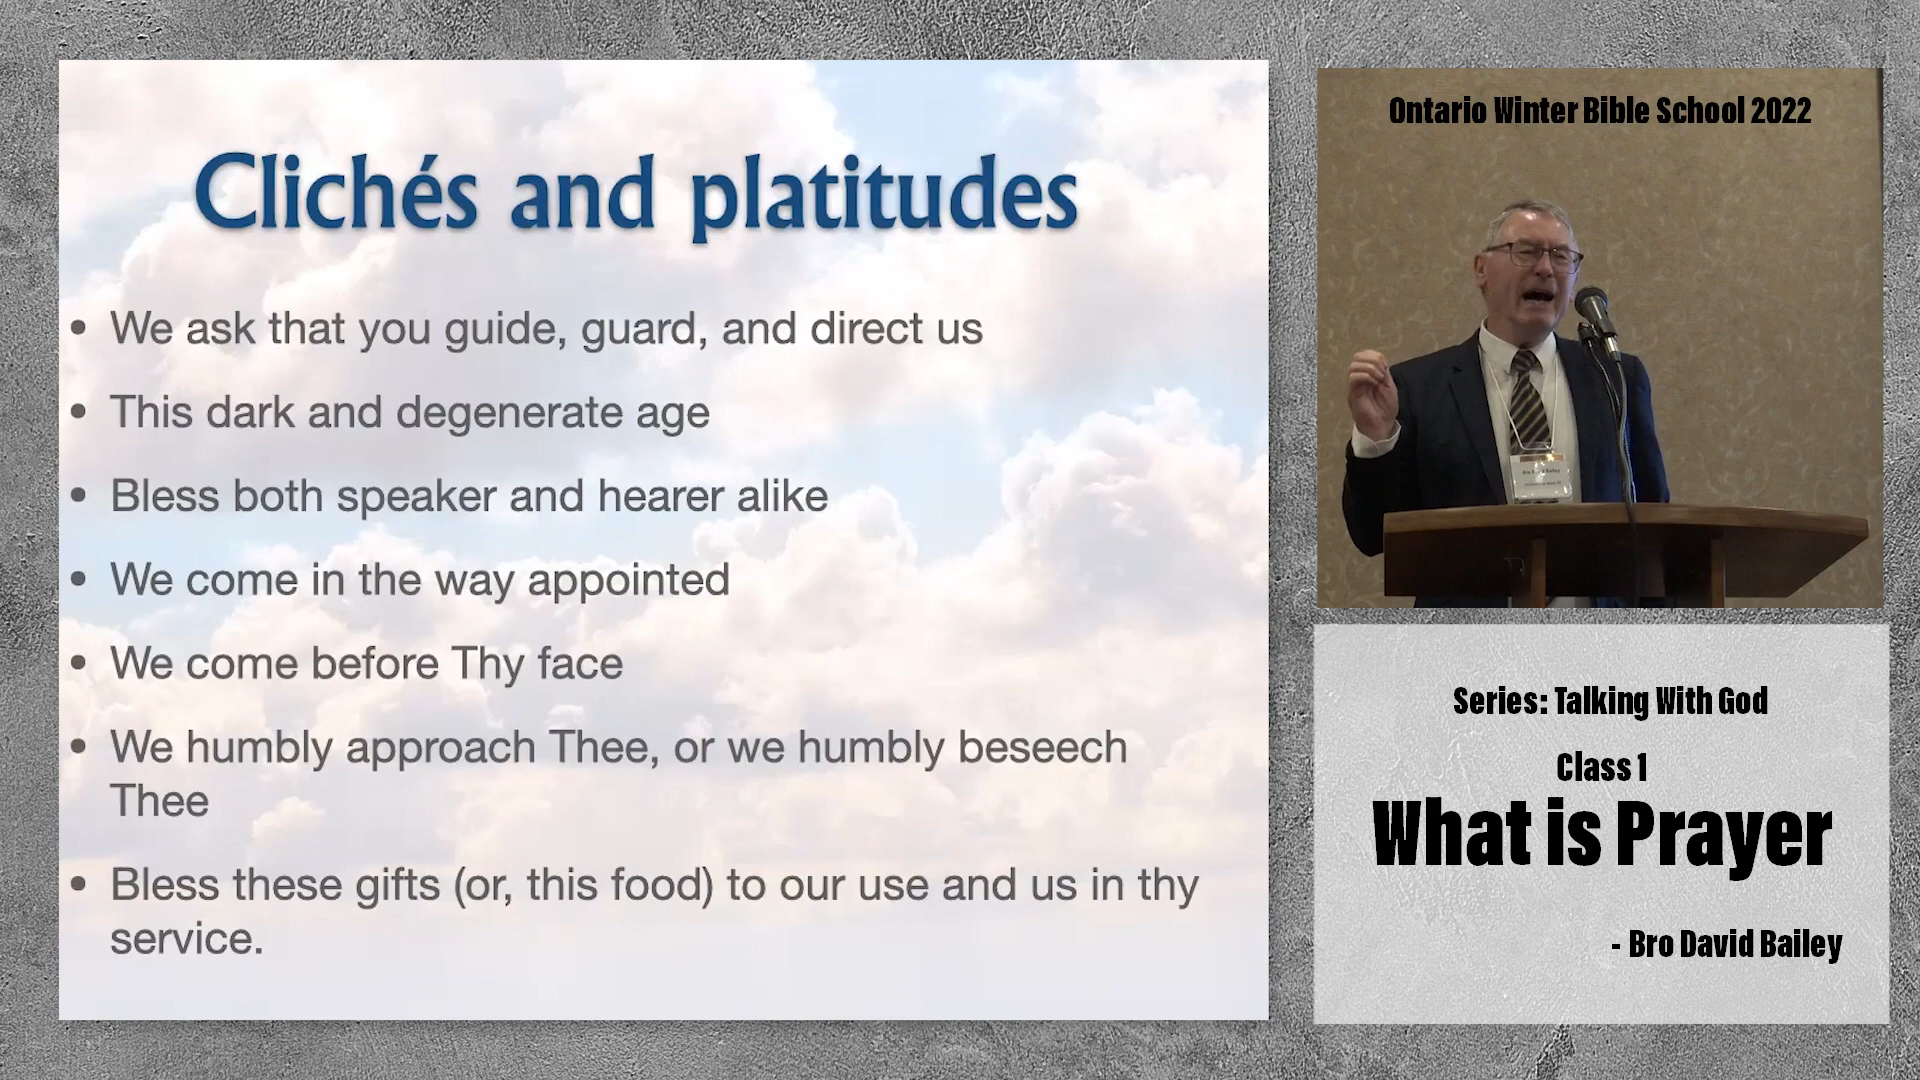 Clichés and platitudes
• We ask that you guide, guard, and direct us
• This dark and degenerate age
• Bless both speaker and hearer alike
• We come in the way appointed
• We come before Thy face
• We humbly approach Thee, or we humbly beseech
Thee
• Bless these gifts (or, this food) to our use and us in thy
service.
Ontario Winter Bible School 2022
Bailey
Series: Talking With God
Class 1
What is Prayer
- Bro David Bailey